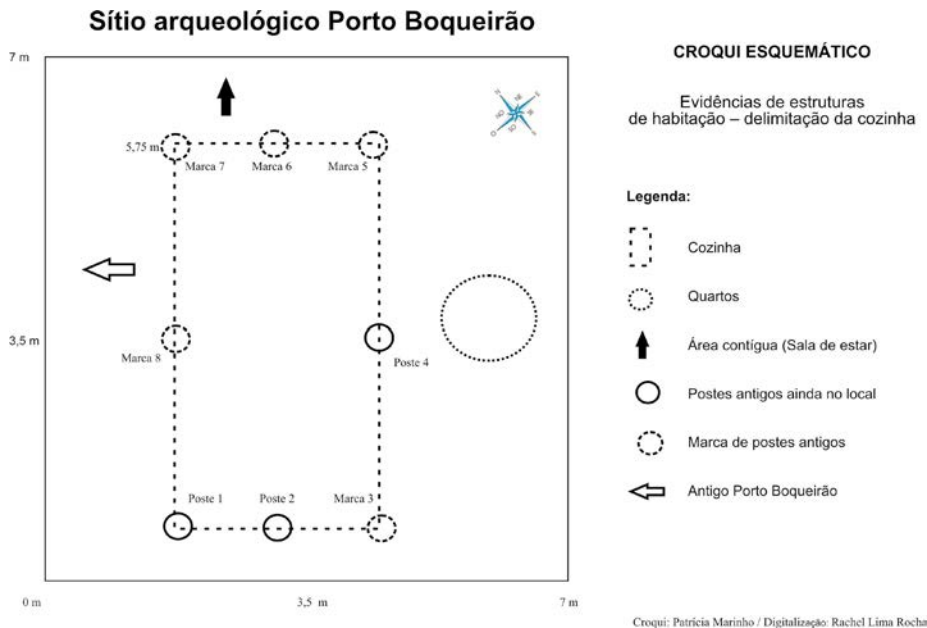 Sítio arqueológico Porto Boqueirão
7 m
5,75 m
Marca 7
Marca 6
Marca 5
3,5 m
Marca 8
Poste 4
Poste 1
Poste 2
Marca 3
0 m
3,5 m
7 m
CROQUI ESQUEMÁTICO
Evidências de estruturas
de habitação – delimitação da cozinha
Legenda:
Cozinha
Quartos
Área contígua (Sala de estar)
Postes antigos ainda no local
Marca de postes antigos
Antigo Porto Boqueirão
Croqui: Patrícia Marinho / Digitalização: Rachel Lima Rocha